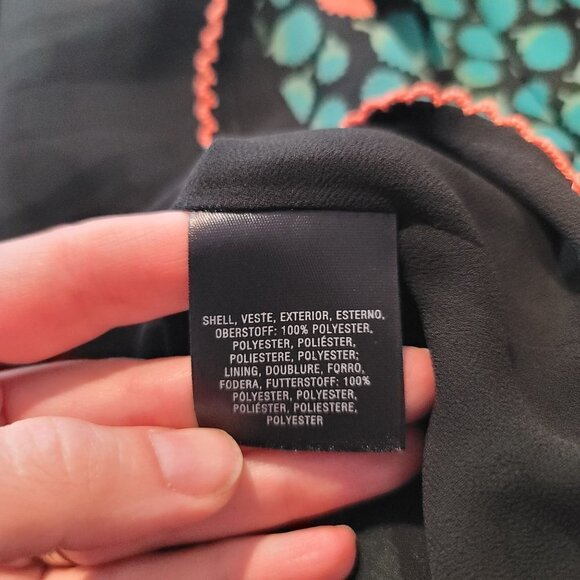 SHELL, VESTE, EXTERIOR, ESTERNO,
OBERSTOFF: 100% POLYESTER,
POLYESTER, POLIÉSTER,
POLIESTERE, POLYESTER;
LINING, DOUBLURE, FORRO,
FODERA, FUTTERSTOFF: 100%
POLYESTER, POLYESTER,
POLIÉSTER, POLIESTERE,
POLYESTER